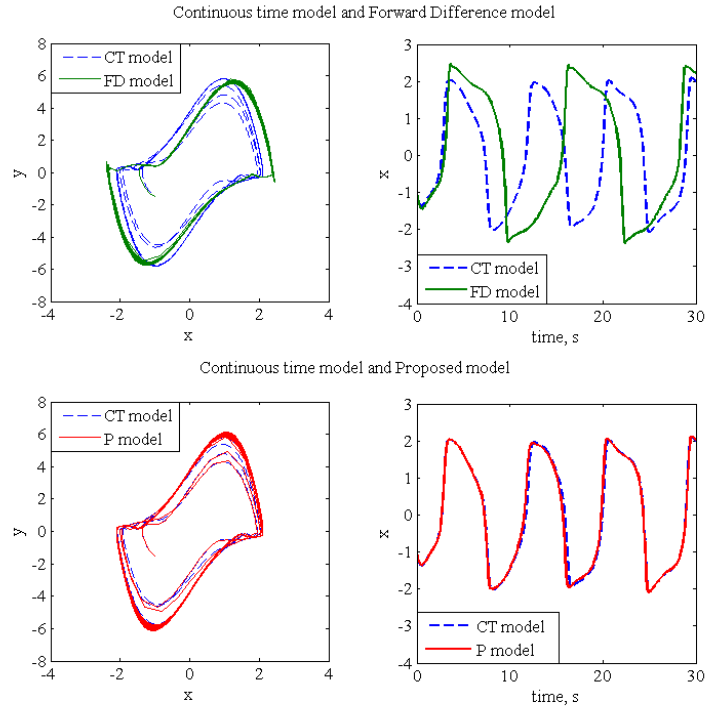 Continuous time model and Forward Difference model
8
6
4
2
0
-2
-4
-6
-8
y
CT model
FD model
-4
-2
0
2
4
x
3
2
1
0
-1
-2
-3
-4
x
CT model
FD model
0
10
20
30
time, s
Continuous time model and Proposed model
8
6
4
2
0
-2
-4
-6
-8
y
CT model
P model
-4
-2
0
2
4
x
3
2
1
0
-1
-2
-3
-4
x
CT model
P model
0
10
20
30
time, s